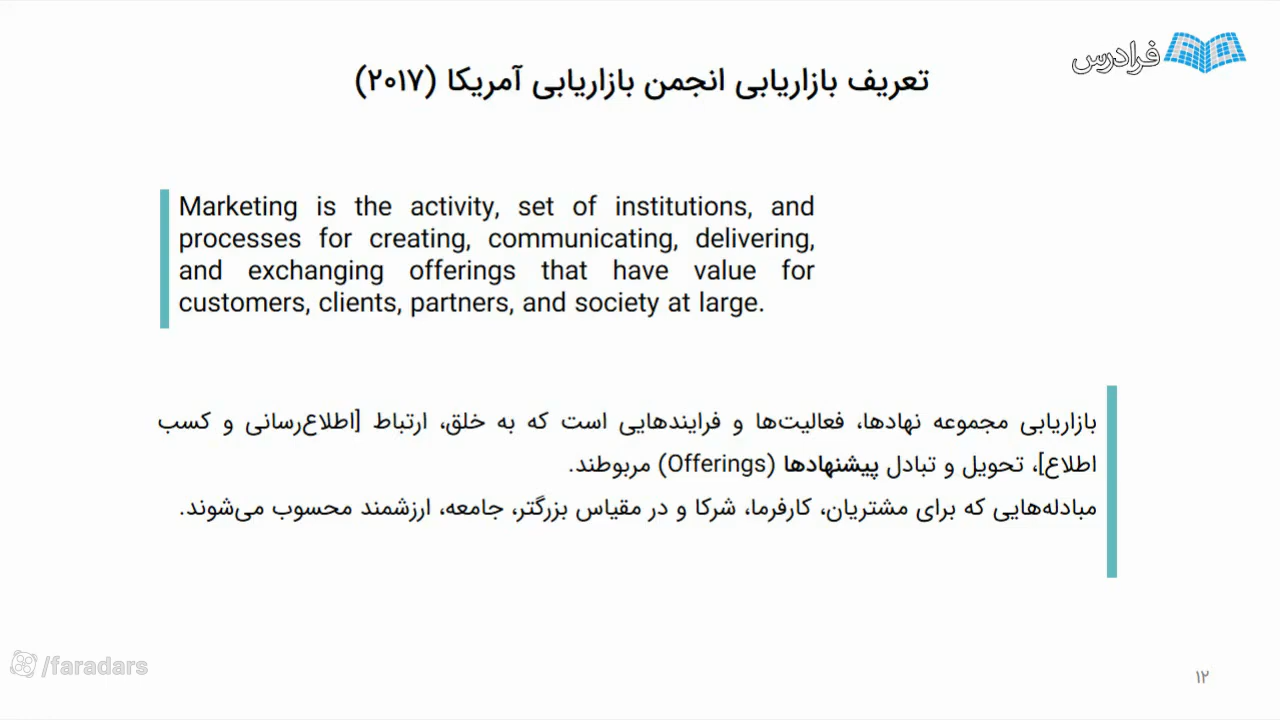 فرادرس
تعریف بازاریابی انجمن بازاریابی آمریکا (۲۰۱۷)
Marketing is the activity, set of institutions, and
processes for creating, communicating, delivering,
and exchanging offerings that have value for
customers, clients, partners, and society at large.
بازاریابی مجموعه نهادها، فعالیت‌ها و فرایندهایی است که به خلق، ارتباط [اطلاع‌رسانی و کسب
اطلاع]، تحویل و تبادل پیشنهادها (Offerings) مربوطند.
مبادله‌هایی که برای مشتریان، کارفرما، شرکا و در مقیاس بزرگتر، جامعه، ارزشمند محسوب می‌شوند.
/faradars
۱۲